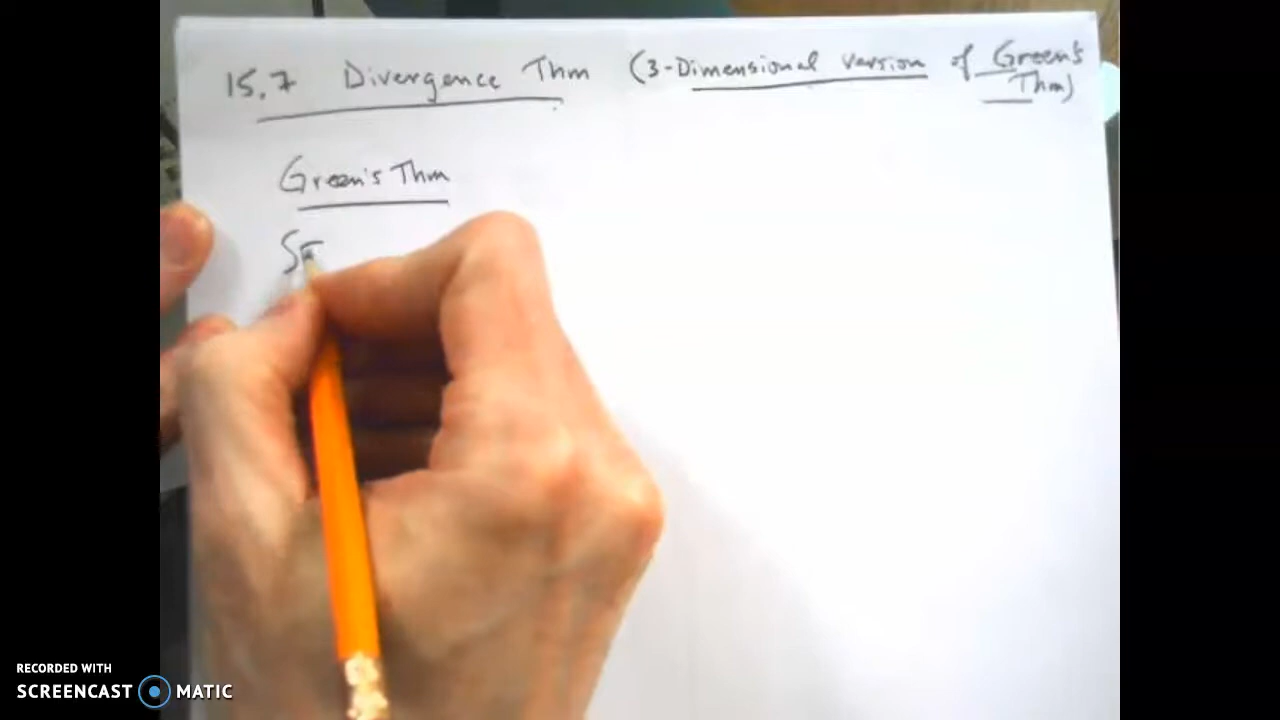 15.7 Divergence Thm (3-Dimensional version of Green's
Thm)
Green's Thm
∫F
RECORDED WITH
SCREENCAST MATIC